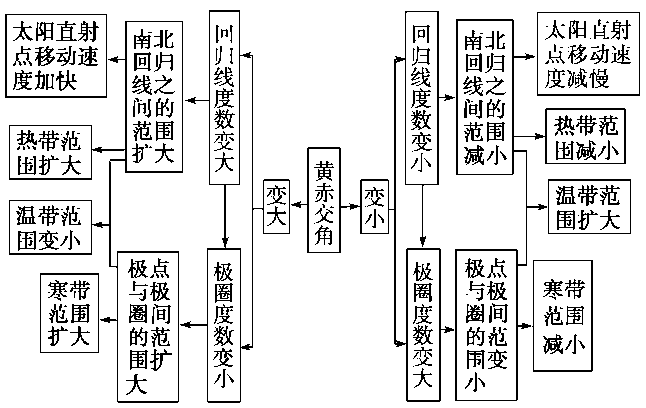 太阳直射
点移动速
度加快
南北
回归
线之
间的
范围
扩大
回归线度数变大
回归线度数变小
南北
回归
线之
间的
范围
减小
太阳直射
点移动速
度减慢
热带范
围扩大
热带范
围减小
温带范
围变小
变大
黄赤交角
变小
温带范
围扩大
寒带
范围
扩大
极点
与极
圈间
的范
围扩
大
极圈度数变小
极圈度数变大
极点
与极
圈间
的范
围变
小
寒带
范围
减小